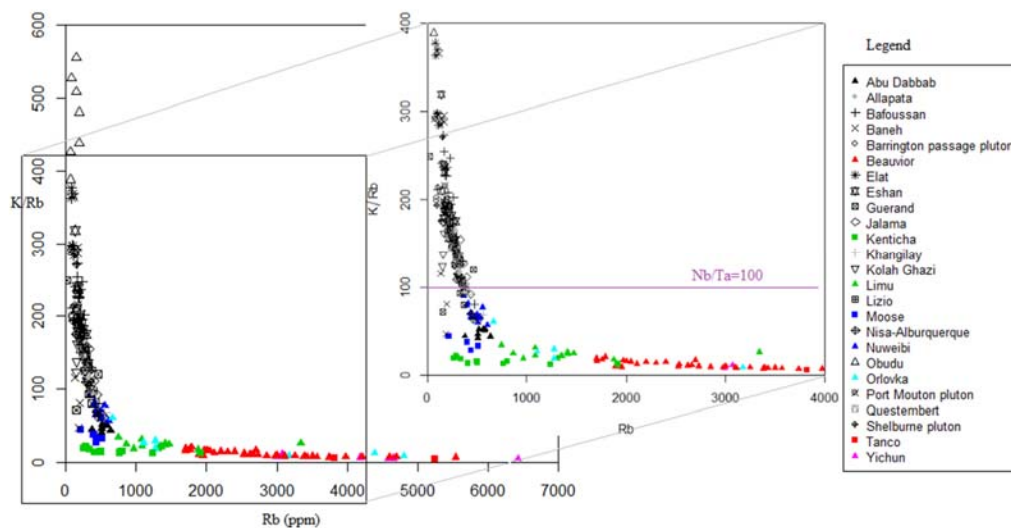 600
500
400
K/Rb
300
200
100
0
0
1000
2000
3000
4000
5000
6000
7000
Rb (ppm)
400
300
K/Rb
200
100
0
0
1000
2000
3000
4000
Rb
Nb/Ta=100
Legend
Abu Dabbab
Allapata
Bafoussan
Baneh
Barrington passage pluton
Beauvior
Elat
Eshan
Guerand
Jalama
Kenticha
Khangilay
Kolah Ghazi
Limu
Lizio
Moose
Nisa-Alburquerque
Nuweibi
Obudu
Orlovka
Port Mouton pluton
Questembert
Shelburne pluton
Tanco
Yichun